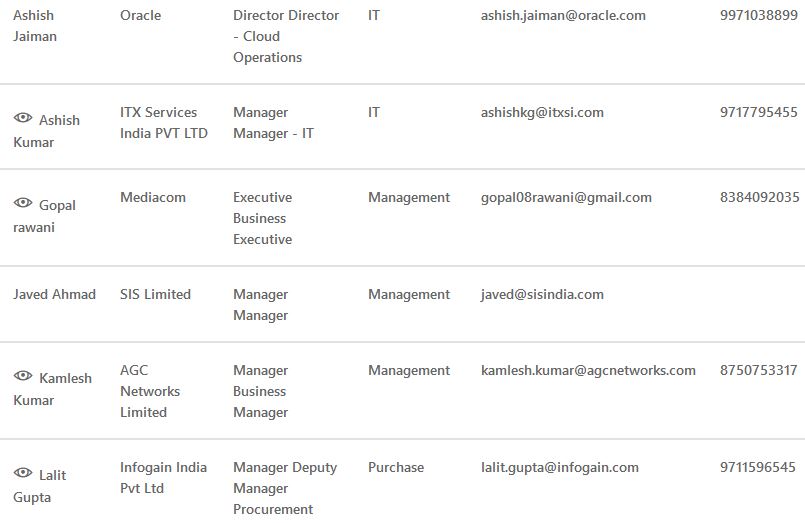 Ashish Jaiman Oracle Director Director - Cloud Operations IT ashish.jaiman@oracle.com 9971038899
Ashish Kumar ITX Services India PVT LTD Manager Manager - IT IT ashishkg@itxsi.com 9717795455
Gopal rawani Mediacom Executive Business Executive Management gopal08rawani@gmail.com 8384092035
Javed Ahmad SIS Limited Manager Manager Management javed@sisindia.com
Kamlesh Kumar AGC Networks Limited Manager Business Manager Management kamlesh.kumar@agcnetworks.com 8750753317
Lalit Gupta Infogain India Pvt Ltd Manager Deputy Manager Procurement Purchase lalit.gupta@infogain.com 9711596545